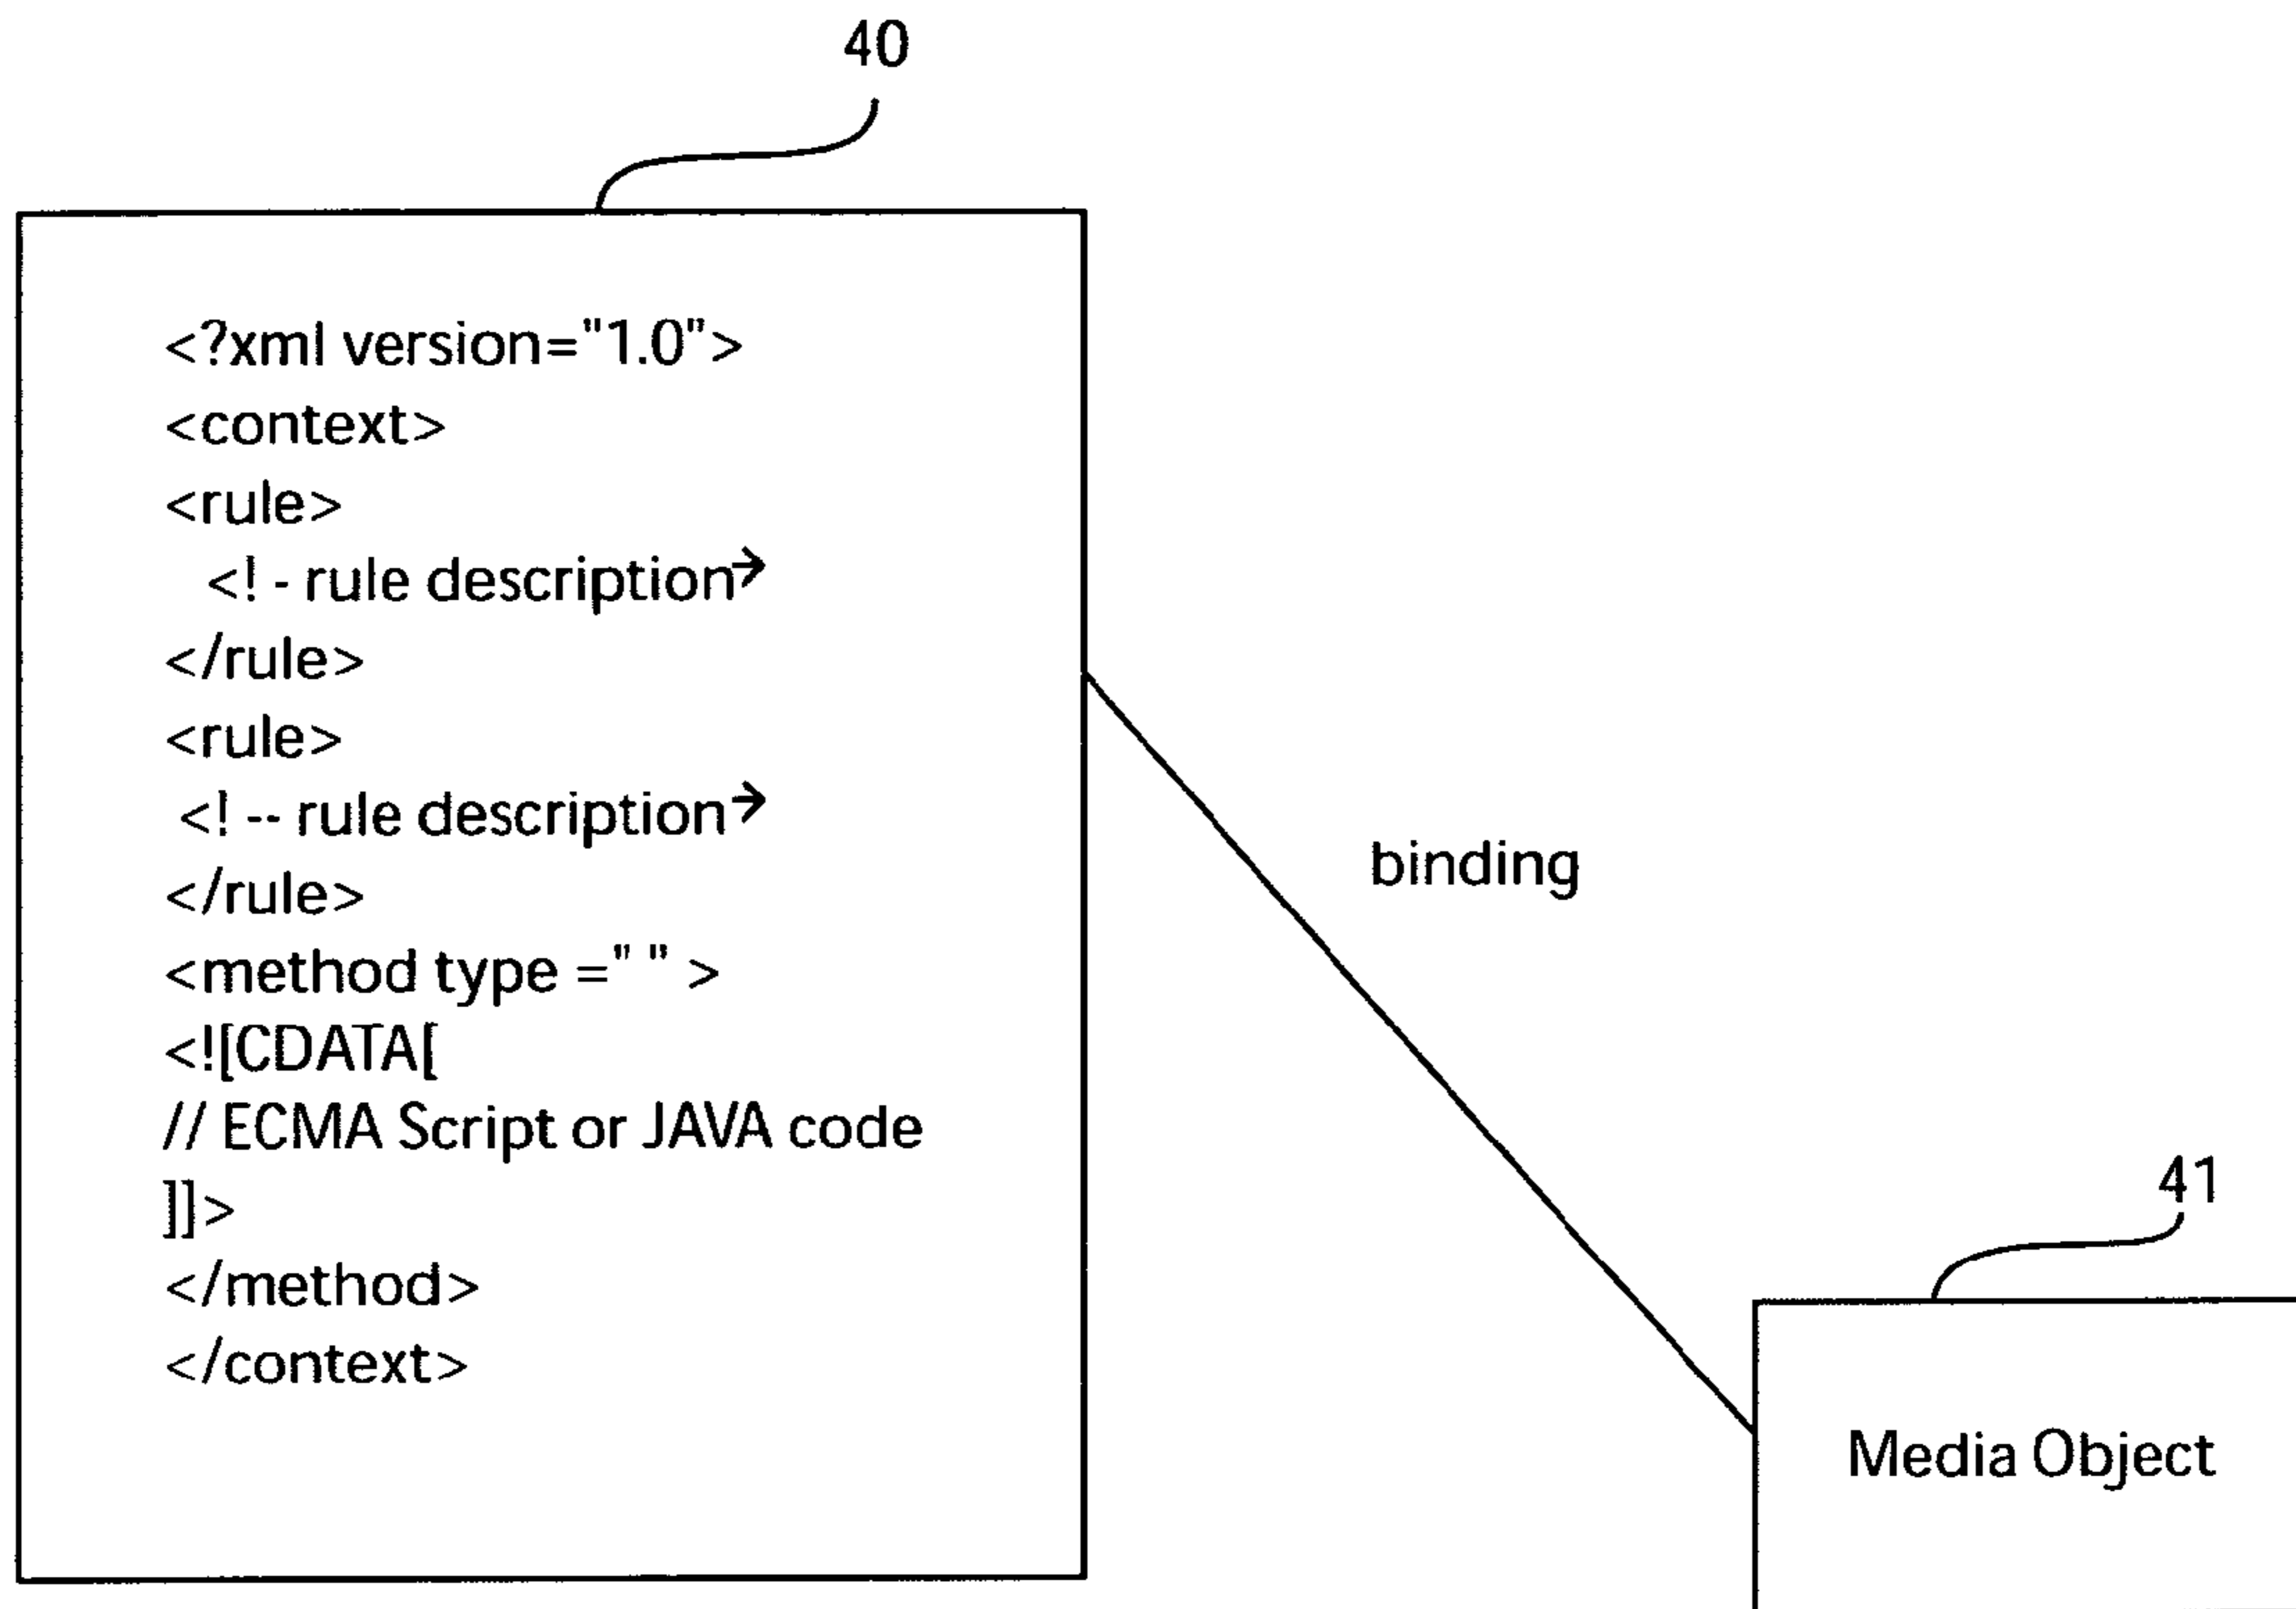 40
<?xml version="1.0">
<context>
<rule>
<! - rule description→
</rule>
<rule>
<! -- rule description→
</rule>
<method type =" " >
<![CDATA[
// ECMA Script or JAVA code
]]>
</method>
</context>
binding
41
Media Object